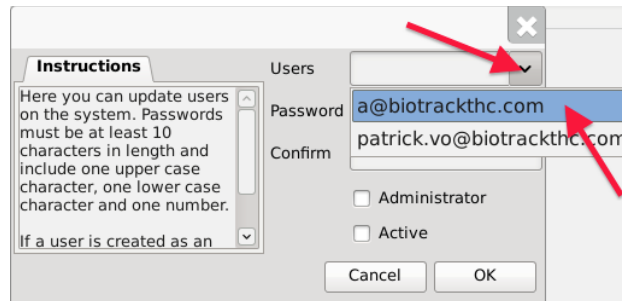 Instructions
Here you can update users
on the system. Passwords
must be at least 10
characters in length and
include one upper case
character, one lower case
character and one number.
If a user is created as an
Users
a@biotrackthc.com
Password
patrick.vo@biotrackthc.com
Confirm
Administrator
Active
Cancel
OK